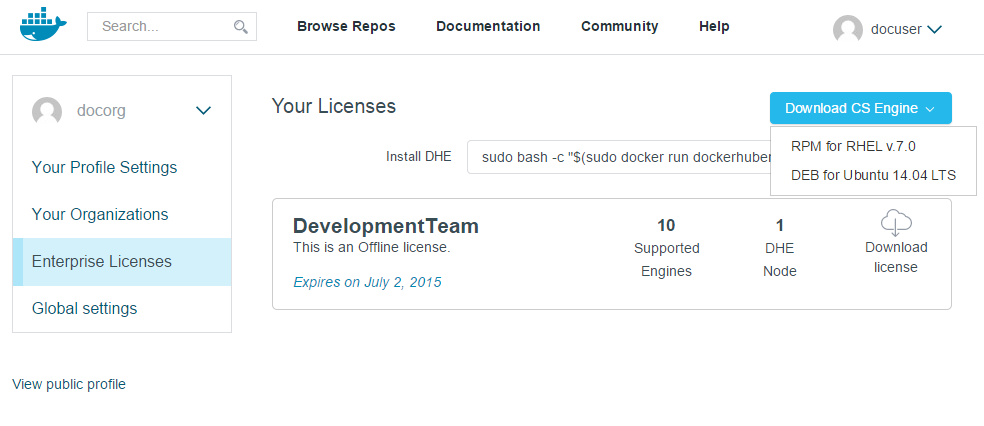 Search...
Browse Repos
Documentation
Community
Help
docuser
docorg
Your Profile Settings
Your Organizations
Enterprise Licenses
Global settings
View public profile
Your Licenses
Download CS Engine
RPM for RHEL v.7.0
DEB for Ubuntu 14.04 LTS
Install DHE
sudo bash -c "$(sudo docker run dockerhuber
DevelopmentTeam
This is an Offline license.
Expires on July 2, 2015
10
Supported
Engines
1
DHE
Node
Download
license